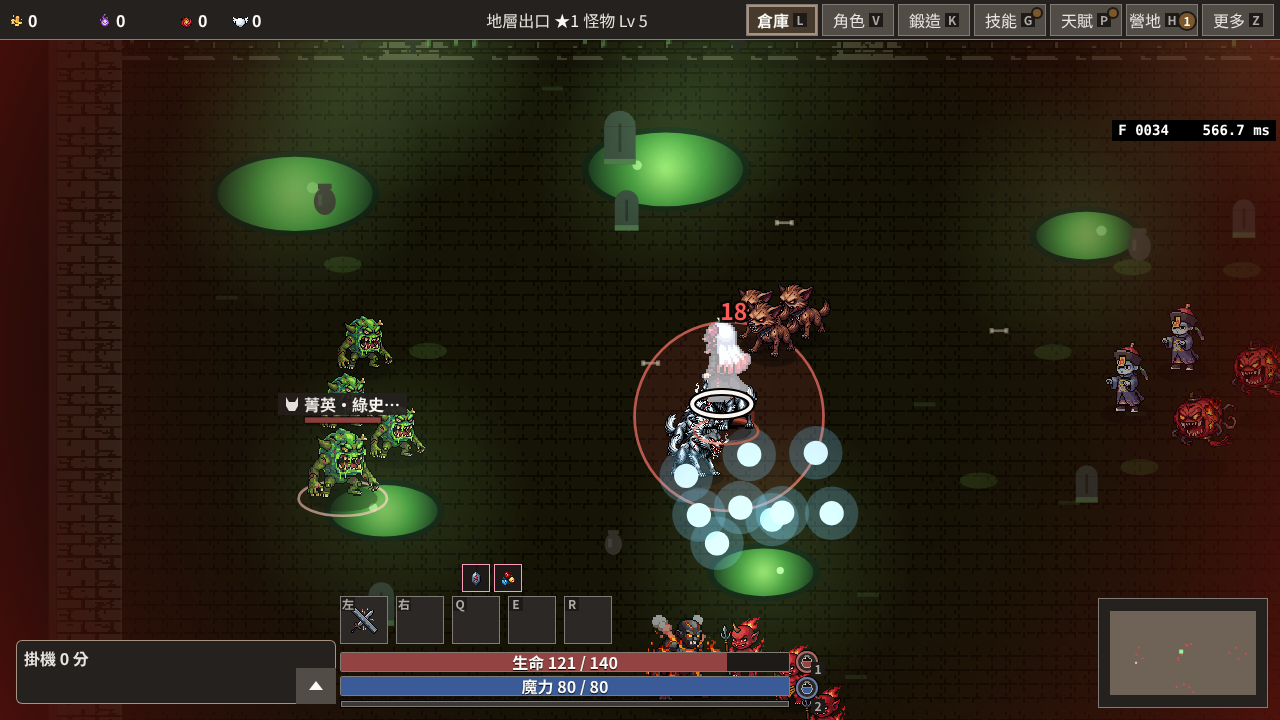 0 0 0 0
地層出口 ★1 怪物 Lv 5
倉庫 L
角色 V
鍛造 K
技能 G
天賦 P
營地 H 1
更多 Z
F 0034 566.7 ms
18
菁英・綠史…
左 右 Q E R
掛機 0 分
生命 121 / 140
1
魔力 80 / 80
2